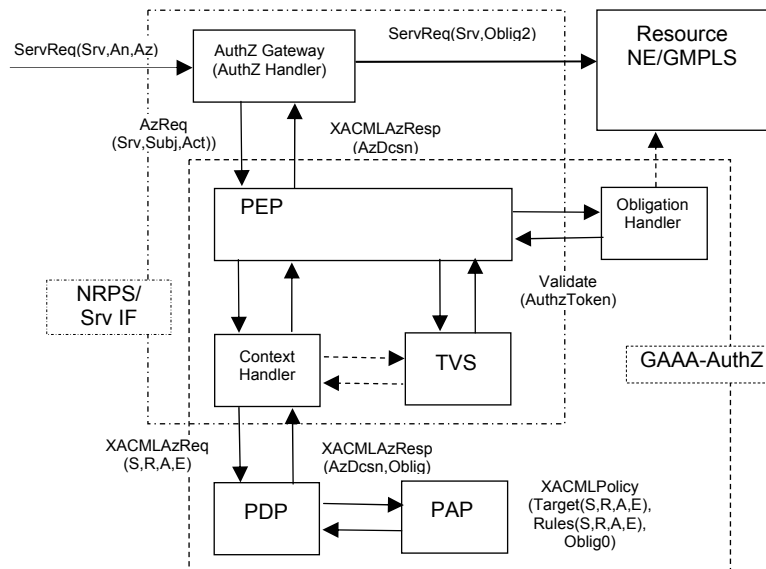 ServReq(Srv,An,Az)
AuthZ Gateway
(AuthZ Handler)
ServReq(Srv,Oblig2)
Resource
NE/GMPLS
AzReq
(Srv,Subj,Act))
XACMLAzResp
(AzDcsn)
PEP
Obligation
Handler
Validate
(AuthzToken)
NRPS/
Srv IF
Context
Handler
TVS
GAAA-AuthZ
XACMLAzReq
(S,R,A,E)
XACMLAzResp
(AzDcsn,Oblig)
PDP
PAP
XACMLPolicy
(Target(S,R,A,E),
Rules(S,R,A,E),
Oblig0)